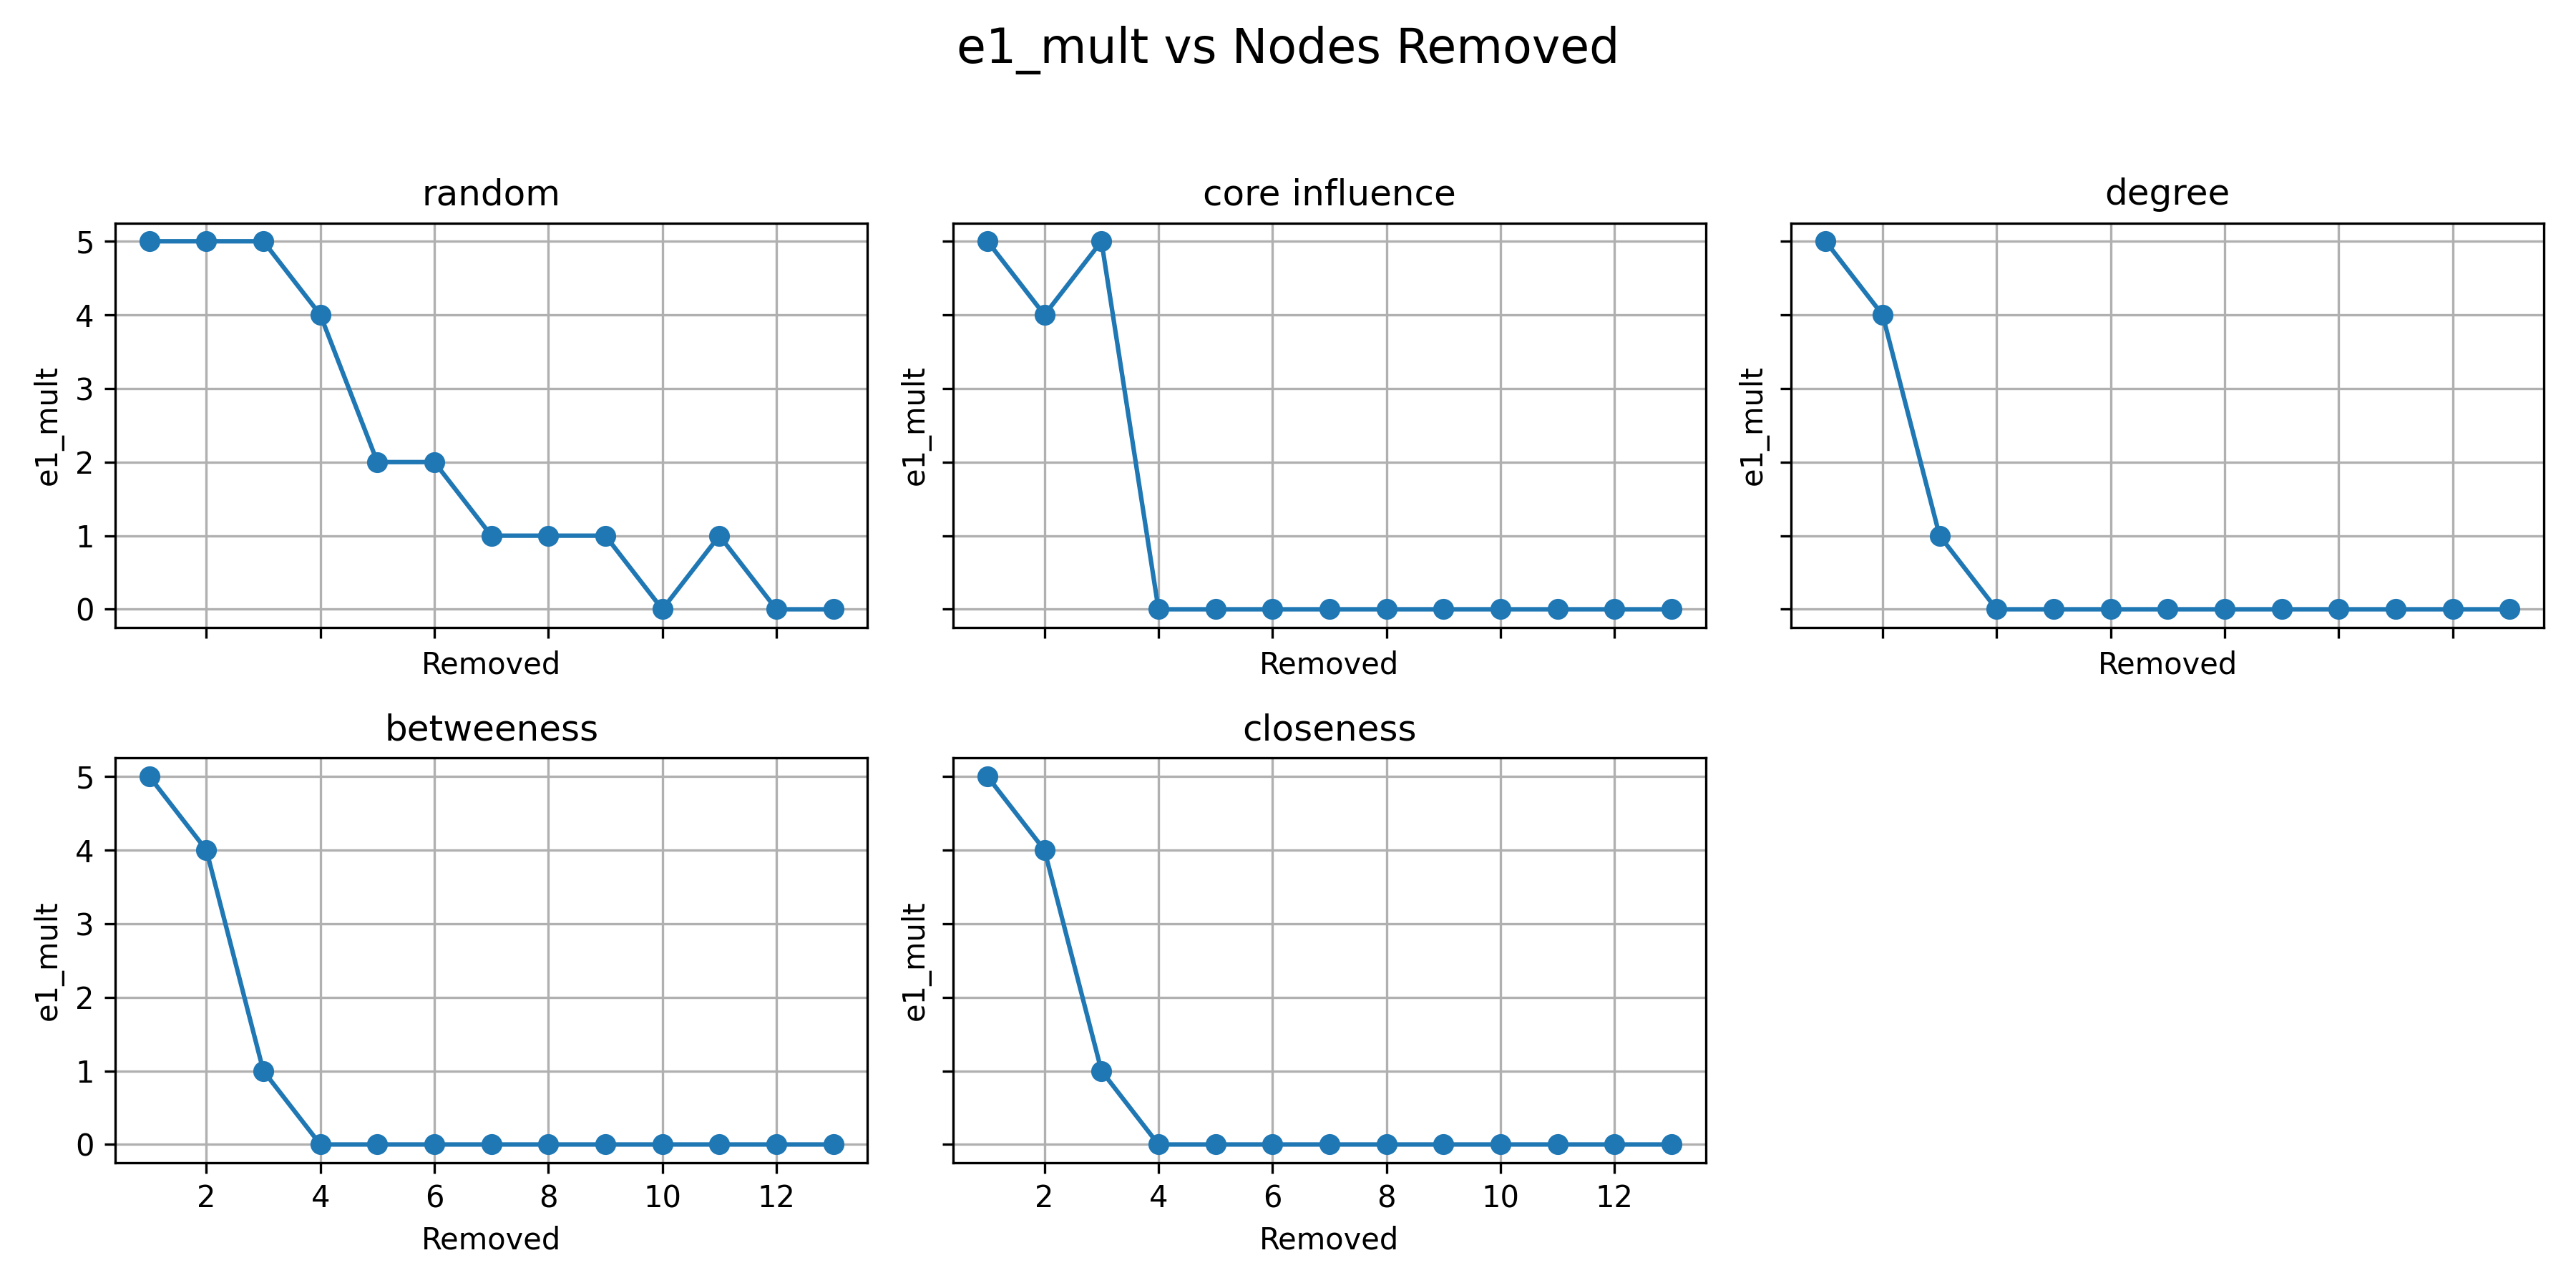 e1_mult vs Nodes Removed
random
core influence
degree
5
4
3
2
1
0
e1_mult
e1_mult
e1_mult
Removed
Removed
Removed
betweeness
closeness
5
4
3
2
1
0
e1_mult
e1_mult
2 4 6 8 10 12
2 4 6 8 10 12
Removed
Removed